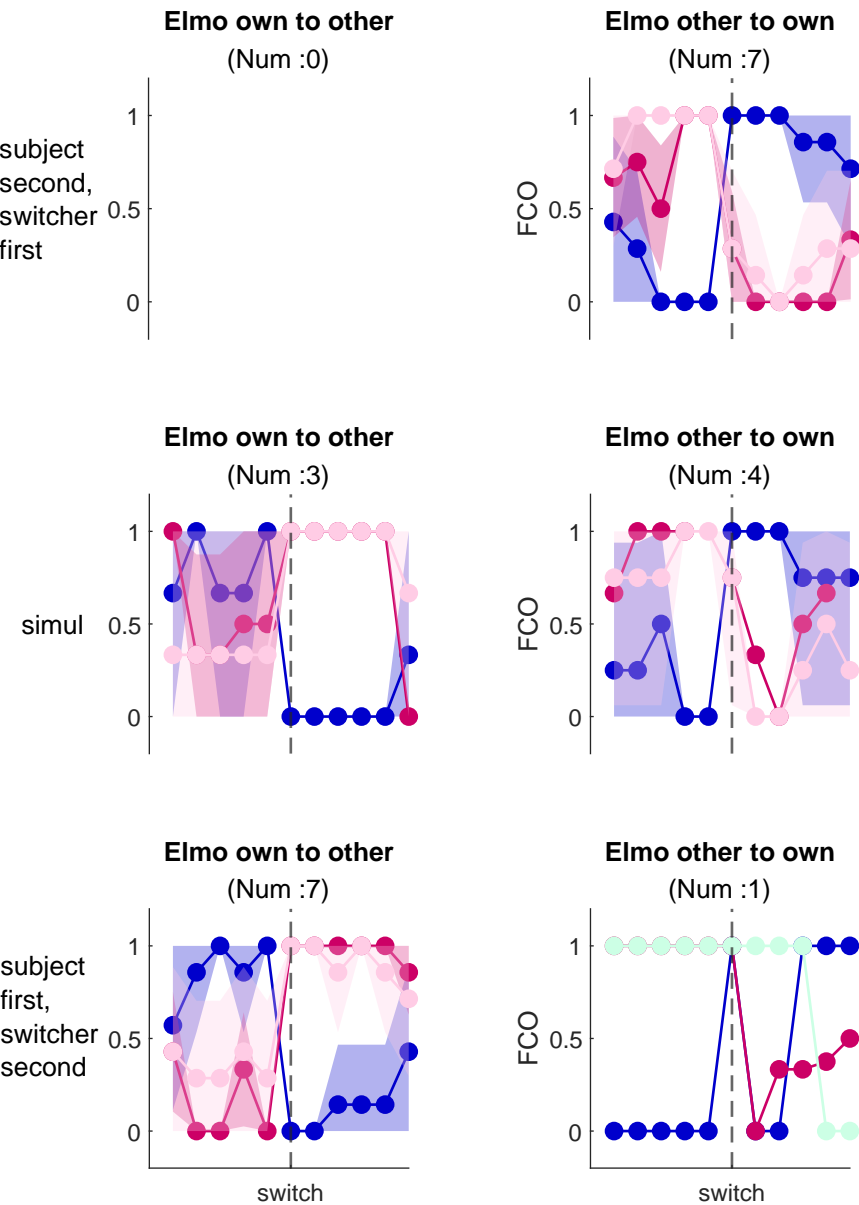 Elmo own to other
(Num :0)
Elmo other to own
(Num :7)
subject
second,
switcher
first
1
0.5
0
FCO
1
0.5
0
Elmo own to other
(Num :3)
Elmo other to own
(Num :4)
simul
1
0.5
0
FCO
1
0.5
0
Elmo own to other
(Num :7)
Elmo other to own
(Num :1)
subject
first,
switcher
second
1
0.5
0
FCO
1
0.5
0
switch
switch